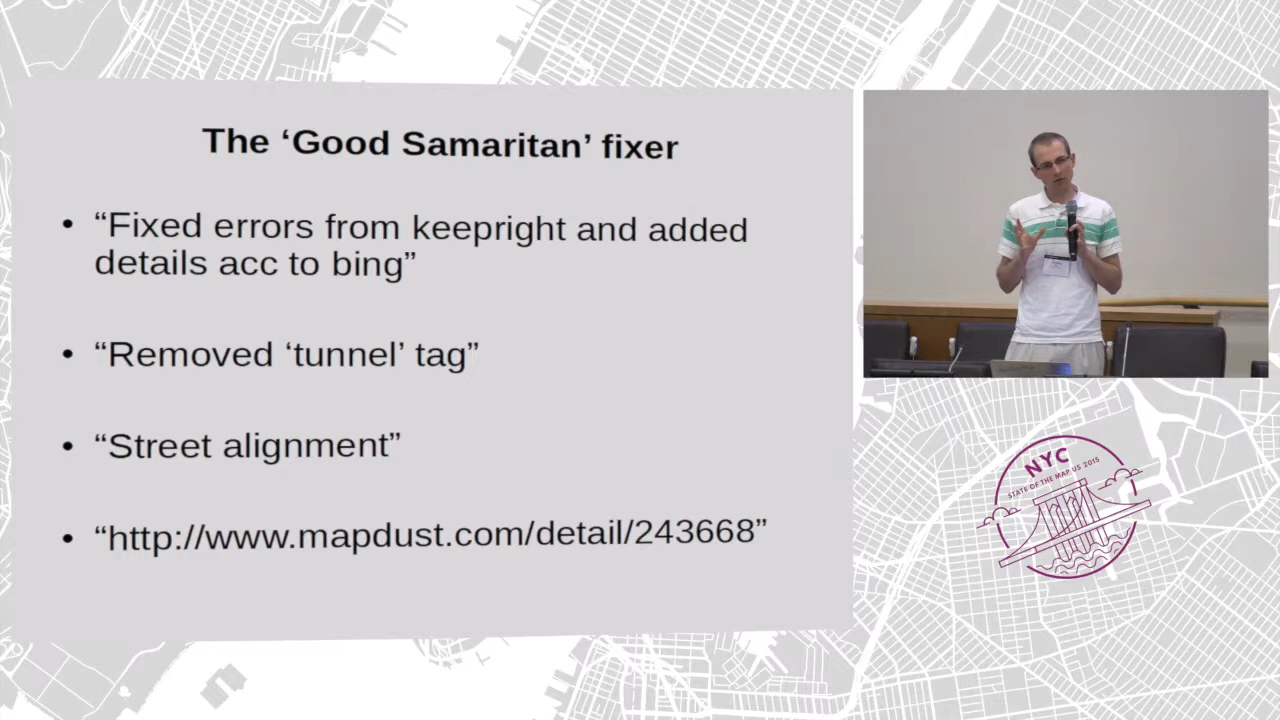 The ‘Good Samaritan’ fixer
• “Fixed errors from keepright and added
details acc to bing”
• “Removed ‘tunnel’ tag”
• “Street alignment”
• “http://www.mapdust.com/detail/243668”
NYC
STATE OF THE MAP US 2015